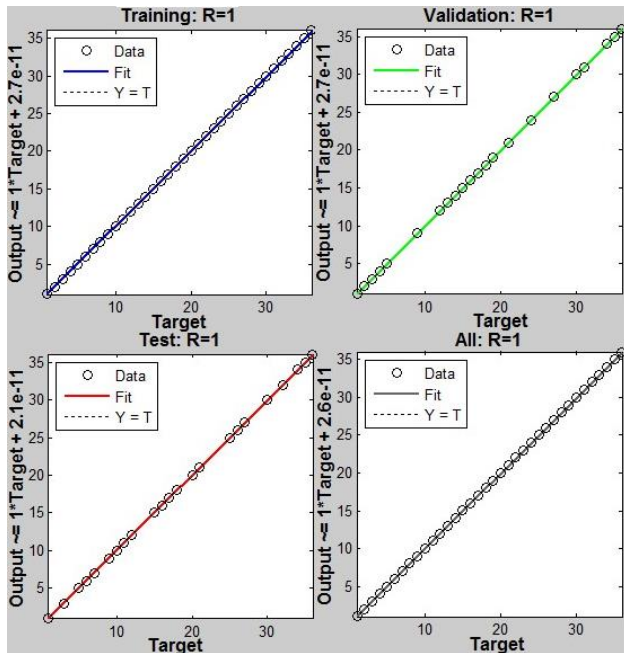 Training: R=1
Output ~= 1*Target + 2.7e-11
35
30
25
20
15
10
5
Data
Fit
Y = T
10
20
30
Target
Validation: R=1
Output ~= 1*Target + 2.7e-11
35
30
25
20
15
10
5
Data
Fit
Y = T
10
20
30
Target
Test: R=1
Output ~= 1*Target + 2.1e-11
35
30
25
20
15
10
5
Data
Fit
Y = T
10
20
30
Target
All: R=1
Output ~= 1*Target + 2.6e-11
35
30
25
20
15
10
5
Data
Fit
Y = T
10
20
30
Target